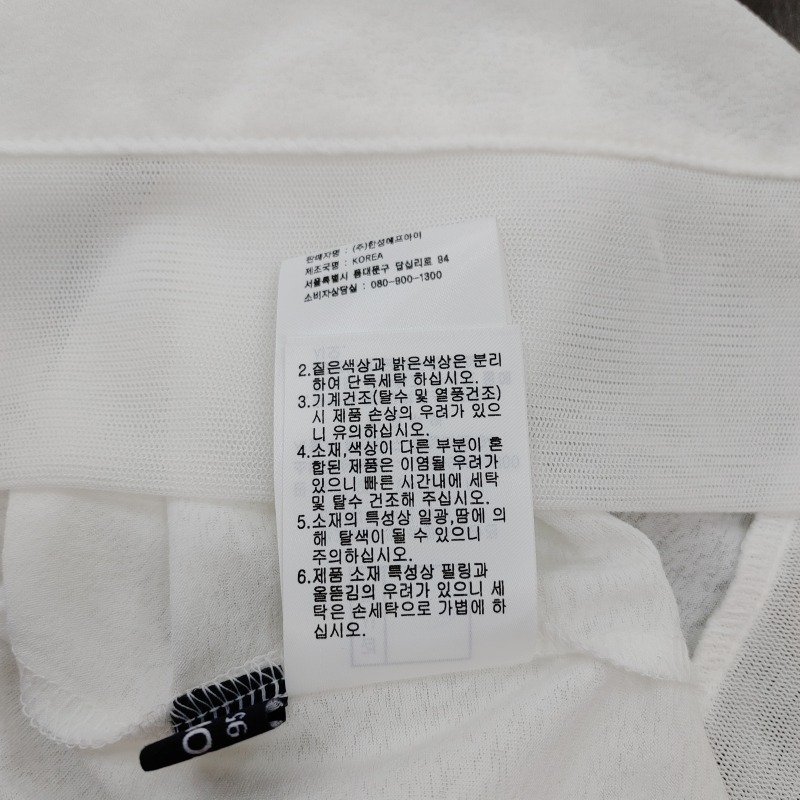 판매자명 : (주)한성에프아이
제조국명 : KOREA
서울특별시 동대문구 답십리로 94
소비자상담실 : 080-900-1300
2.짙은색상과 밝은색상은 분리
하여 단독세탁 하십시오.
3.기계건조(탈수 및 열풍건조)
시 제품 손상의 우려가 있으
니 유의하십시오.
4.소재,색상이 다른 부분이 혼
합된 제품은 이염될 우려가
있으니 빠른 시간내에 세탁
및 탈수 건조해 주십시오.
5.소재의 특성상 일광,땀에 의
해 탈색이 될 수 있으니
주의하십시오.
6.제품 소재 특성상 필링과
올뜯김의 우려가 있으니 세
탁은 손세탁으로 가볍에 하
십시오.
95